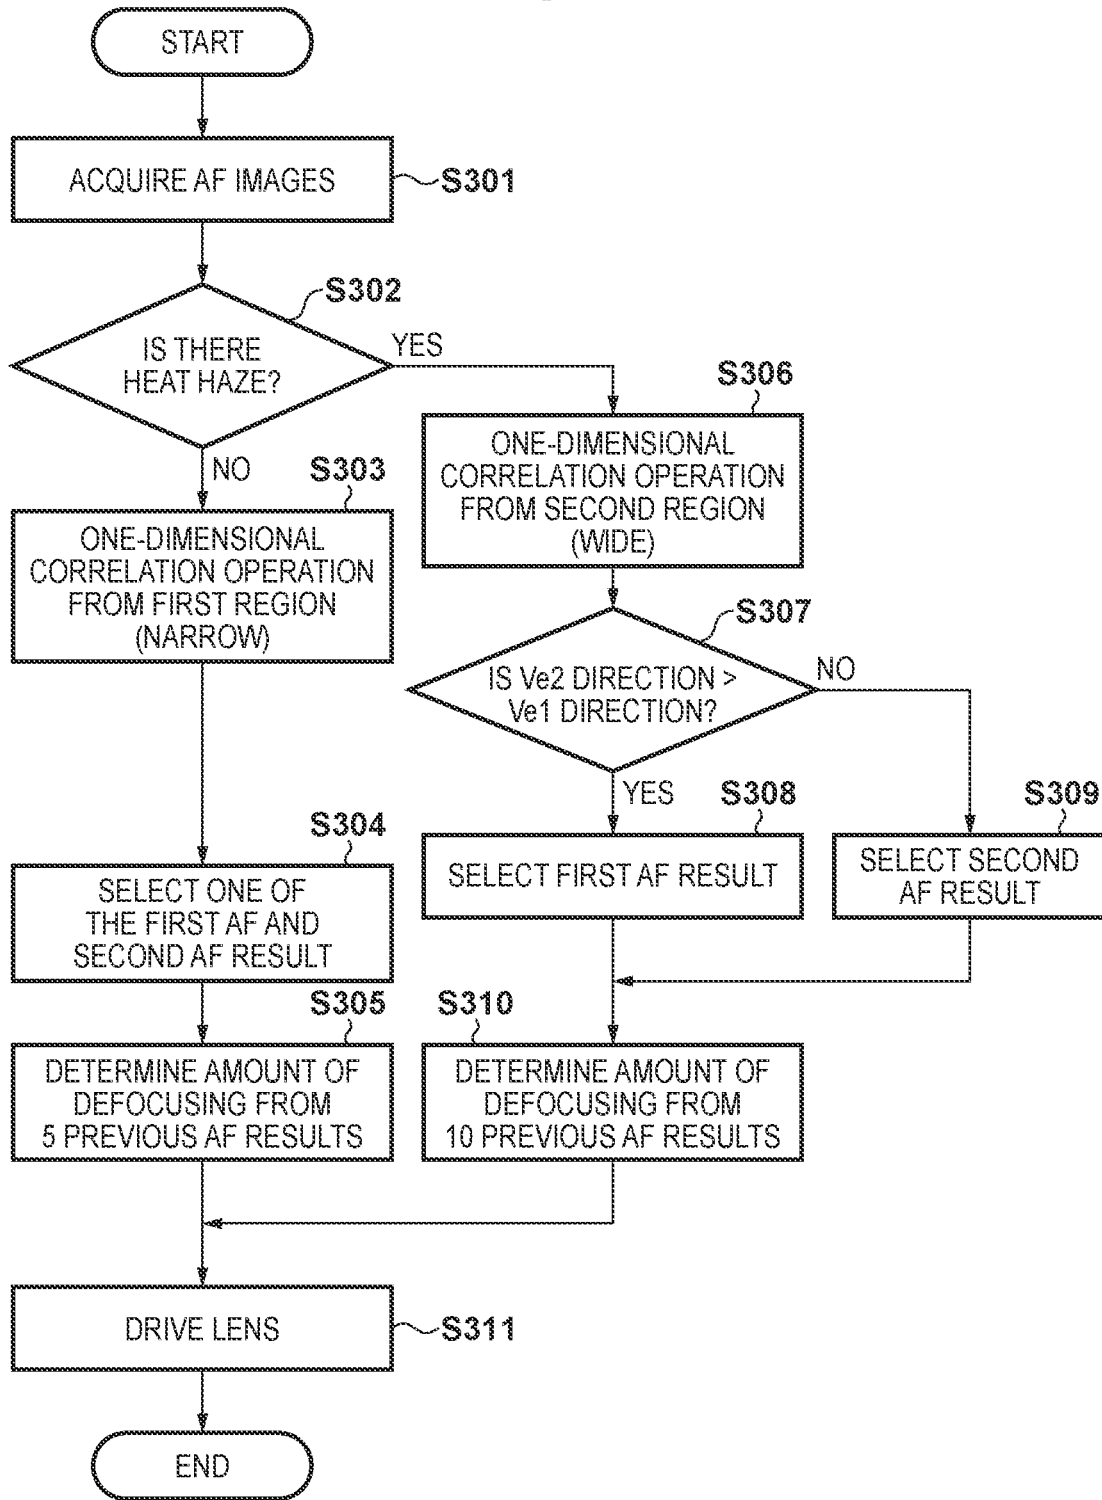 START
ACQUIRE AF IMAGES
S301
S302
IS THERE
HEAT HAZE?
YES
NO
S303
ONE-DIMENSIONAL
CORRELATION OPERATION
FROM FIRST REGION
(NARROW)
S306
ONE-DIMENSIONAL
CORRELATION OPERATION
FROM SECOND REGION
(WIDE)
S307
IS Ve2 DIRECTION >
Ve1 DIRECTION?
NO
YES
S304
SELECT ONE OF
THE FIRST AF AND
SECOND AF RESULT
S308
SELECT FIRST AF RESULT
S309
SELECT SECOND
AF RESULT
S305
DETERMINE AMOUNT OF
DEFOCUSING FROM
5 PREVIOUS AF RESULTS
S310
DETERMINE AMOUNT OF
DEFOCUSING FROM
10 PREVIOUS AF RESULTS
DRIVE LENS
S311
END